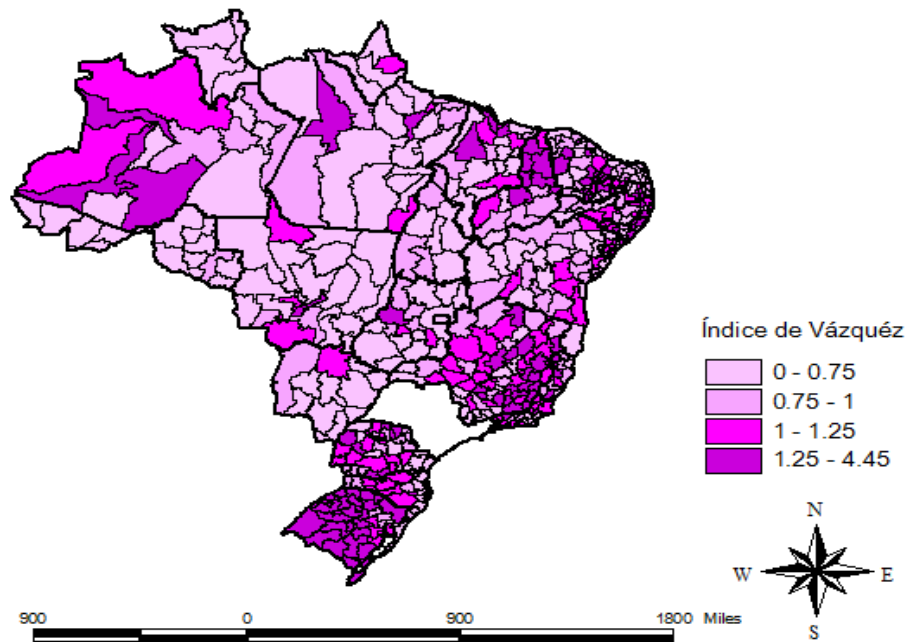 Índice de Vázquéz
0 - 0.75
0.75 - 1
1 - 1.25
1.25 - 4.45
N
W E
S
900 0 900 1800 Miles